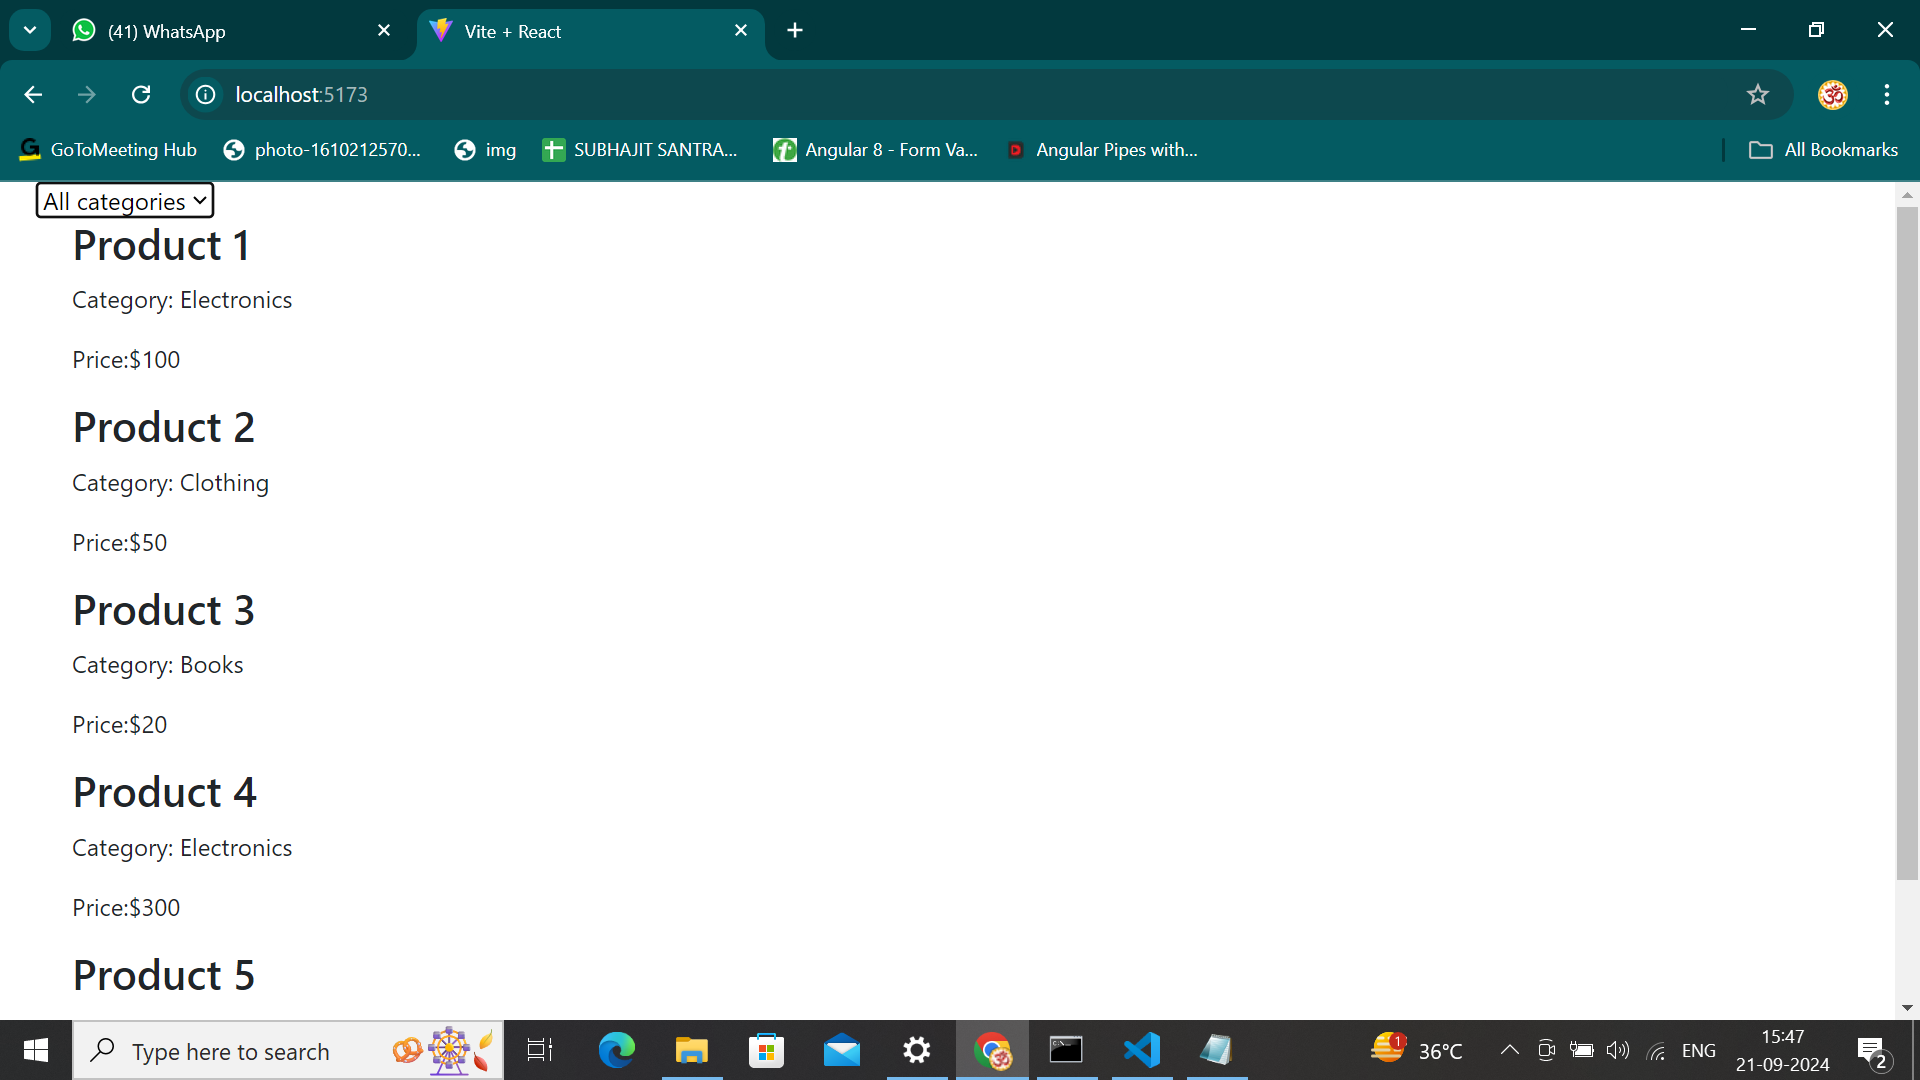 (41) WhatsApp
Vite + React
localhost:5173
GoToMeeting Hub
photo-1610212570...
img
SUBHAJIT SANTRA...
Angular 8 - Form Va...
Angular Pipes with...
All Bookmarks
All categories
Product 1
Category: Electronics
Price:$100
Product 2
Category: Clothing
Price:$50
Product 3
Category: Books
Price:$20
Product 4
Category: Electronics
Price:$300
Product 5
Type here to search
1
36°C
ENG
15:47
21-09-2024
2